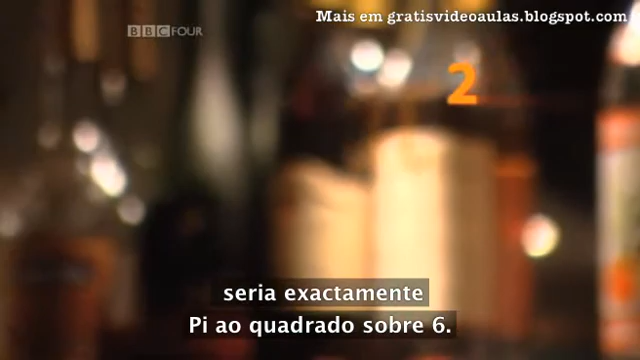 Mais em gratisvideoaulas.blogspot.com
BBC FOUR
2
seria exactamente
Pi ao quadrado sobre 6.